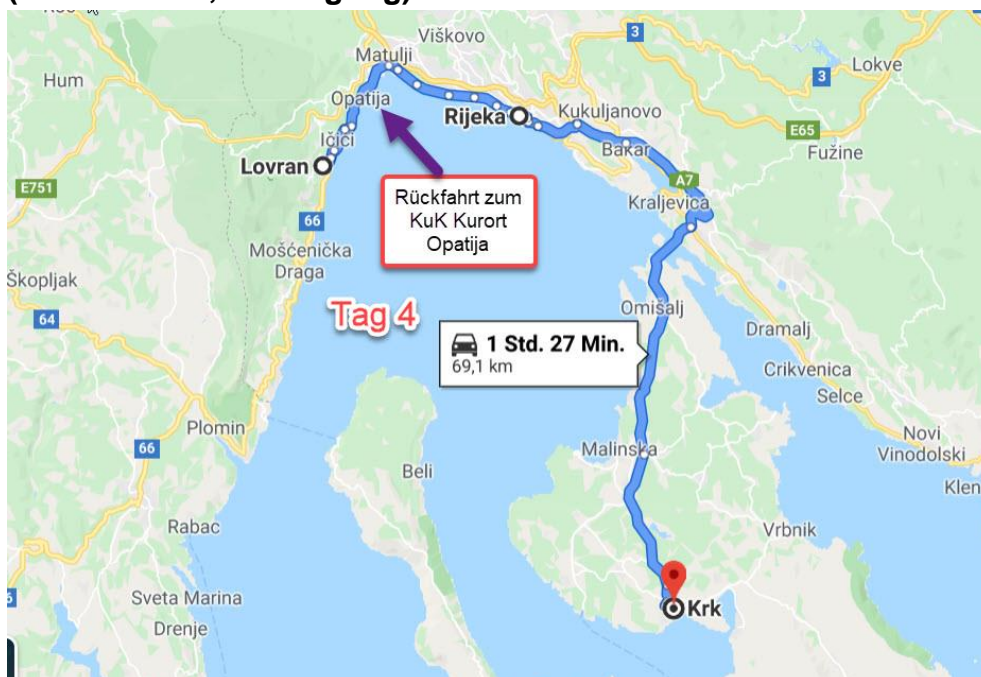 Viškovo
3
Matulji
Lokve
Hum
3
Opatija
Rijeka
Kukuljanovo
E65
Ičići
Bakar
Fužine
Lovran
E751
A7
Rückfahrt zum
KuK Kurort
Opatija
Kraljevica
66
Mošćenička
Draga
Škopljak
Tag 4
Omišalj
64
Dramalj
1 Std. 27 Min.
69,1 km
Crikvenica
Selce
Plomin
Novi
Vinodolski
66
Malinska
Beli
Klen
Rabac
Vrbnik
Sveta Marina
Krk
Drenje